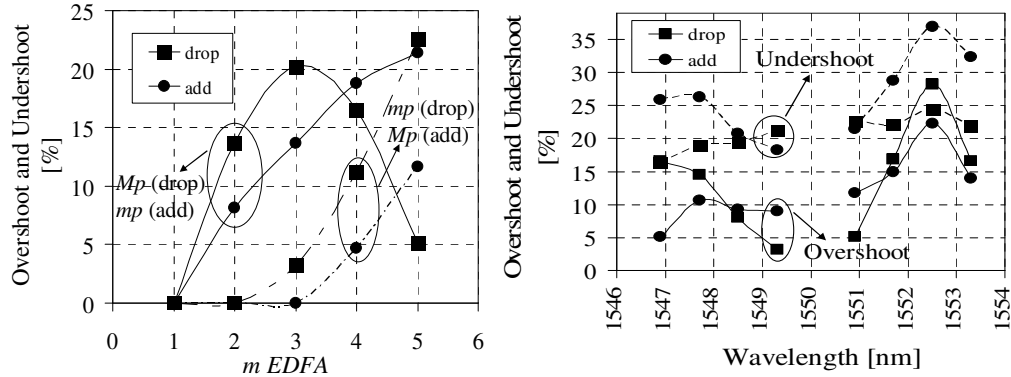 Overshoot and Undershoot
[%]
25
20
15
10
5
0
drop
add
Mp (drop)
mp (add)
mp (drop)
Mp (add)
0 1 2 3 4 5 6
m EDFA
Overshoot and Undershoot
[%]
35
30
25
20
15
10
5
0
drop
add
Undershoot
Overshoot
1546 1547 1548 1549 1550 1551 1552 1553 1554
Wavelength [nm]